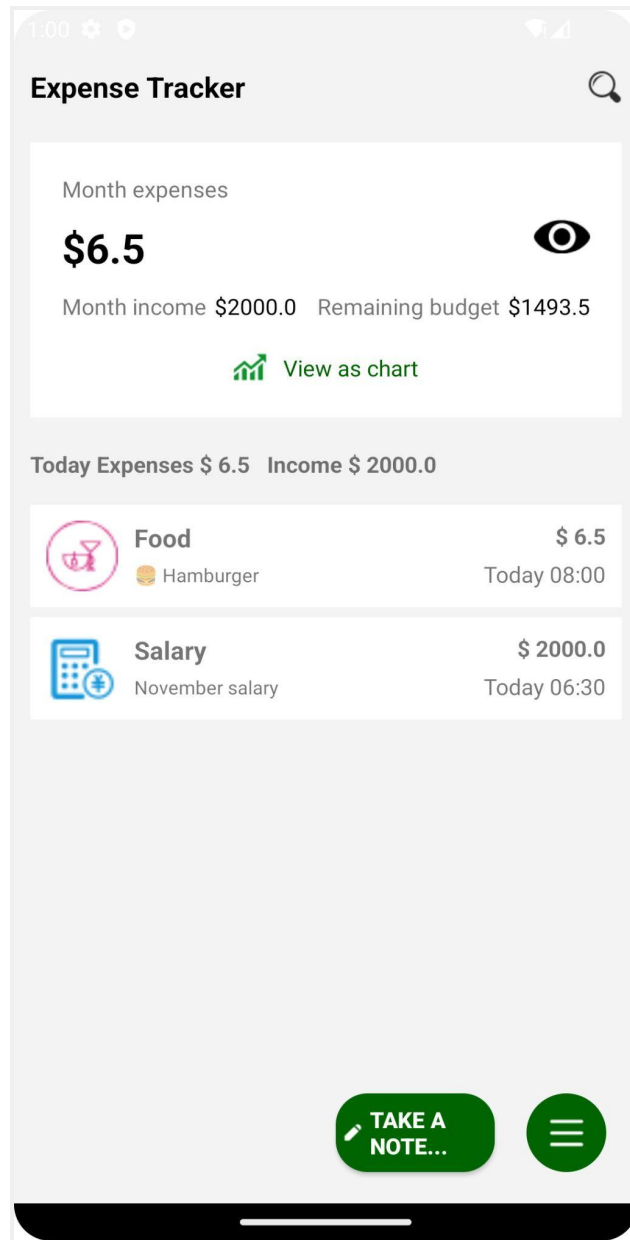 1:00
Expense Tracker
Month expenses
$6.5
Month income $2000.0 Remaining budget $1493.5
View as chart
Today Expenses $ 6.5 Income $ 2000.0
Food $ 6.5
🍔 Hamburger Today 08:00
Salary $ 2000.0
¥
November salary Today 06:30
TAKE A
NOTE...